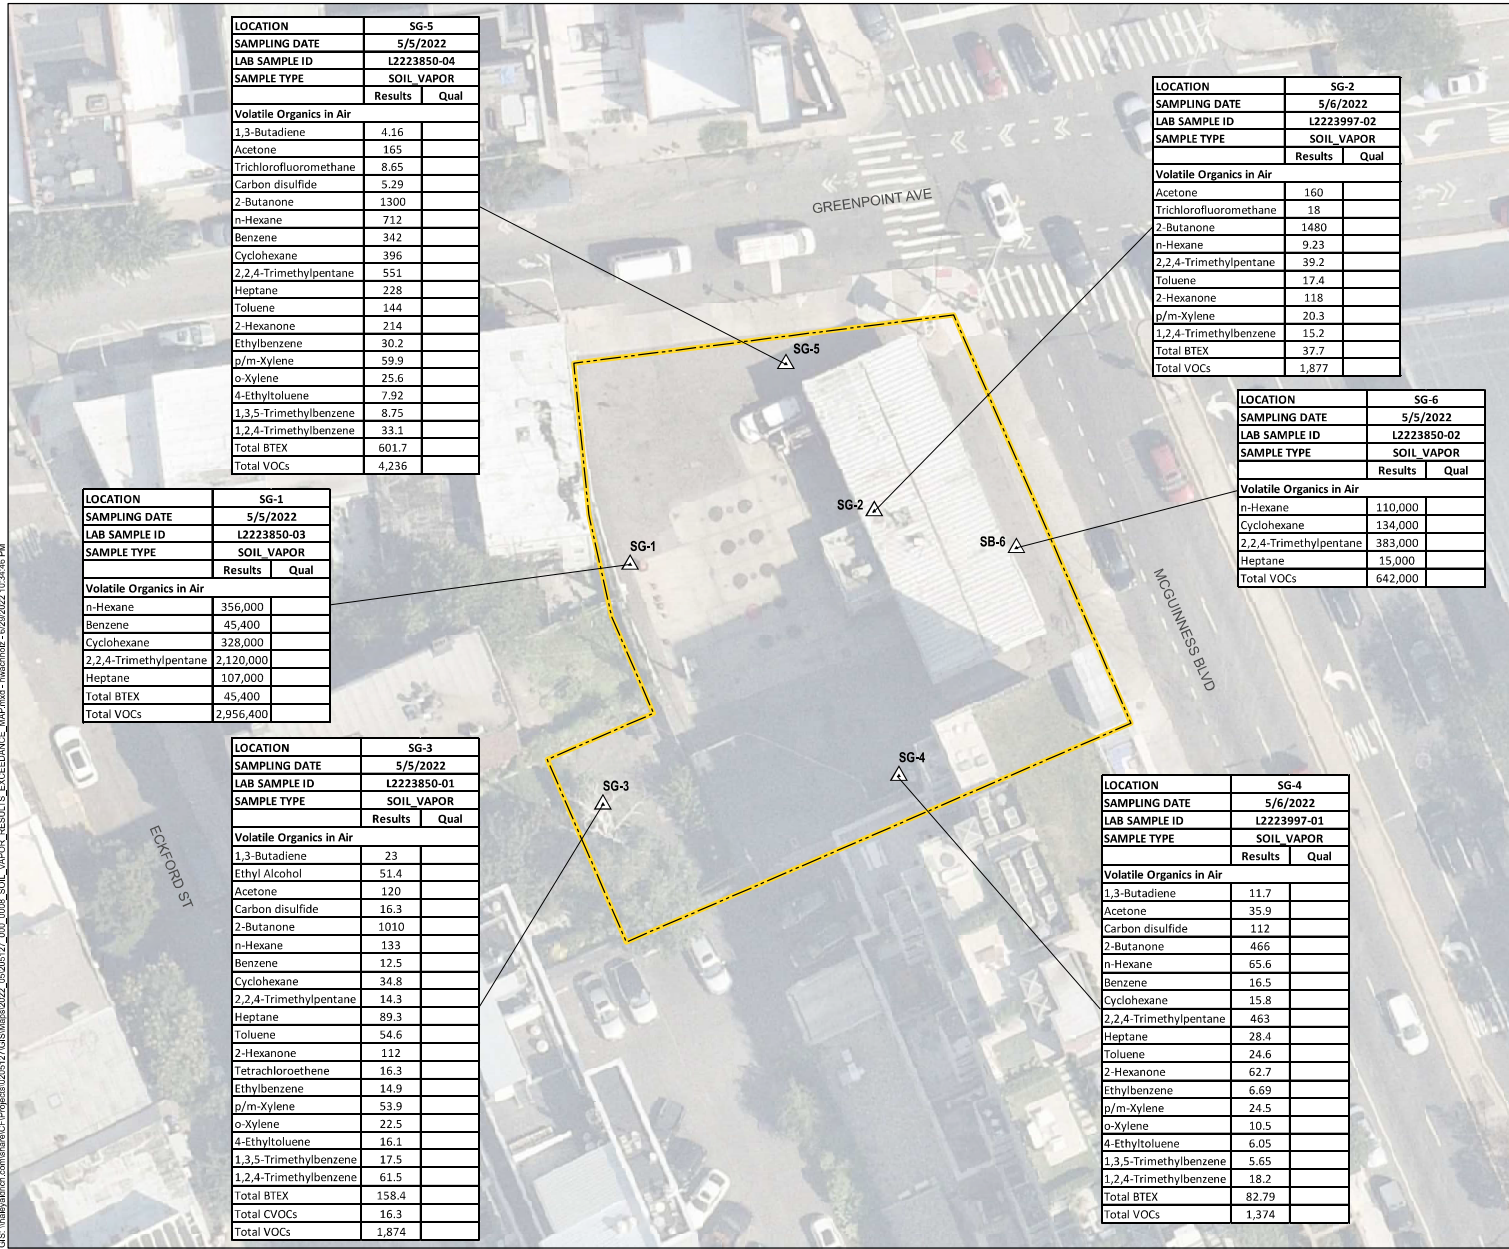 LOCATION SG-5
SAMPLING DATE 5/5/2022
LAB SAMPLE ID L2223850-04
SAMPLE TYPE SOIL_VAPOR
Results Qual
Volatile Organics in Air
1,3-Butadiene 4.16
Acetone 165
Trichlorofluoromethane 8.65
Carbon disulfide 5.29
2-Butanone 1300
n-Hexane 712
Benzene 342
Cyclohexane 396
2,2,4-Trimethylpentane 551
Heptane 228
Toluene 144
2-Hexanone 214
Ethylbenzene 30.2
p/m-Xylene 59.9
o-Xylene 25.6
4-Ethyltoluene 7.92
1,3,5-Trimethylbenzene 8.75
1,2,4-Trimethylbenzene 33.1
Total BTEX 601.7
Total VOCs 4,236
LOCATION SG-2
SAMPLING DATE 5/6/2022
LAB SAMPLE ID L2223997-02
SAMPLE TYPE SOIL_VAPOR
Results Qual
Volatile Organics in Air
Acetone 160
Trichlorofluoromethane 18
2-Butanone 1480
n-Hexane 9.23
2,2,4-Trimethylpentane 39.2
Toluene 17.4
2-Hexanone 118
p/m-Xylene 20.3
1,2,4-Trimethylbenzene 15.2
Total BTEX 37.7
Total VOCs 1,877
GREENPOINT AVE
SG-5
SG-2
SB-6
SG-1
LOCATION SG-6
SAMPLING DATE 5/5/2022
LAB SAMPLE ID L2223850-02
SAMPLE TYPE SOIL_VAPOR
Results Qual
Volatile Organics in Air
n-Hexane 110,000
Cyclohexane 134,000
2,2,4-Trimethylpentane 383,000
Heptane 15,000
Total VOCs 642,000
LOCATION SG-1
SAMPLING DATE 5/5/2022
LAB SAMPLE ID L2223850-03
SAMPLE TYPE SOIL_VAPOR
Results Qual
Volatile Organics in Air
n-Hexane 356,000
Benzene 45,400
Cyclohexane 328,000
2,2,4-Trimethylpentane 2,120,000
Heptane 107,000
Total BTEX 45,400
Total VOCs 2,956,400
MCGUINNESS BLVD
SG-4
SG-3
ECKFORD ST
LOCATION SG-3
SAMPLING DATE 5/5/2022
LAB SAMPLE ID L2223850-01
SAMPLE TYPE SOIL_VAPOR
Results Qual
Volatile Organics in Air
1,3-Butadiene 23
Ethyl Alcohol 51.4
Acetone 120
Carbon disulfide 16.3
2-Butanone 1010
n-Hexane 133
Benzene 12.5
Cyclohexane 34.8
2,2,4-Trimethylpentane 14.3
Heptane 89.3
Toluene 54.6
2-Hexanone 112
Tetrachloroethene 16.3
Ethylbenzene 14.9
p/m-Xylene 53.9
o-Xylene 22.5
4-Ethyltoluene 16.1
1,3,5-Trimethylbenzene 17.5
1,2,4-Trimethylbenzene 61.5
Total BTEX 158.4
Total CVOCs 16.3
Total VOCs 1,874
LOCATION SG-4
SAMPLING DATE 5/6/2022
LAB SAMPLE ID L2223997-01
SAMPLE TYPE SOIL_VAPOR
Results Qual
Volatile Organics in Air
1,3-Butadiene 11.7
Acetone 35.9
Carbon disulfide 112
2-Butanone 466
n-Hexane 65.6
Benzene 16.5
Cyclohexane 15.8
2,2,4-Trimethylpentane 463
Heptane 28.4
Toluene 24.6
2-Hexanone 62.7
Ethylbenzene 6.69
p/m-Xylene 24.5
o-Xylene 10.5
4-Ethyltoluene 6.05
1,3,5-Trimethylbenzene 5.65
1,2,4-Trimethylbenzene 18.2
Total BTEX 82.79
Total VOCs 1,374